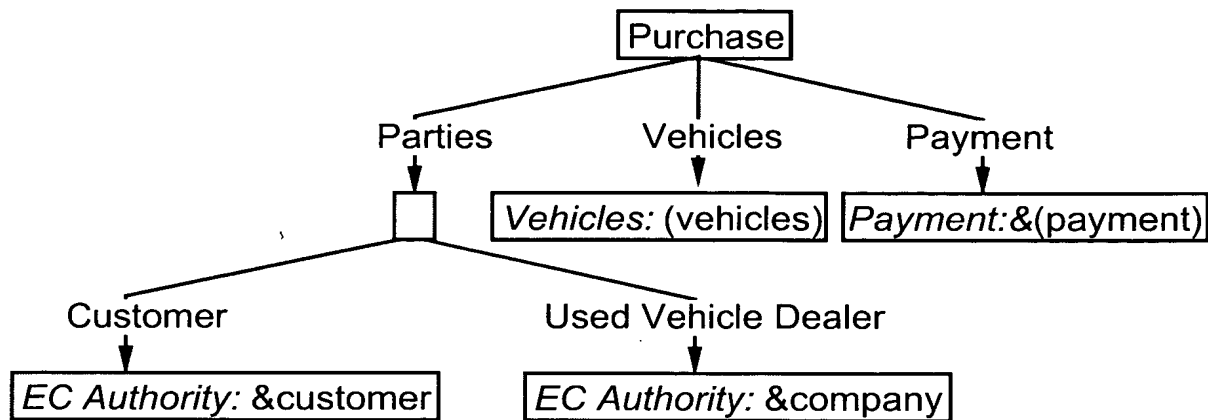 Purchase
Parties
Vehicles
Payment
Vehicles: (vehicles)
Payment:&(payment)
Customer
Used Vehicle Dealer
EC Authority: &customer
EC Authority: &company